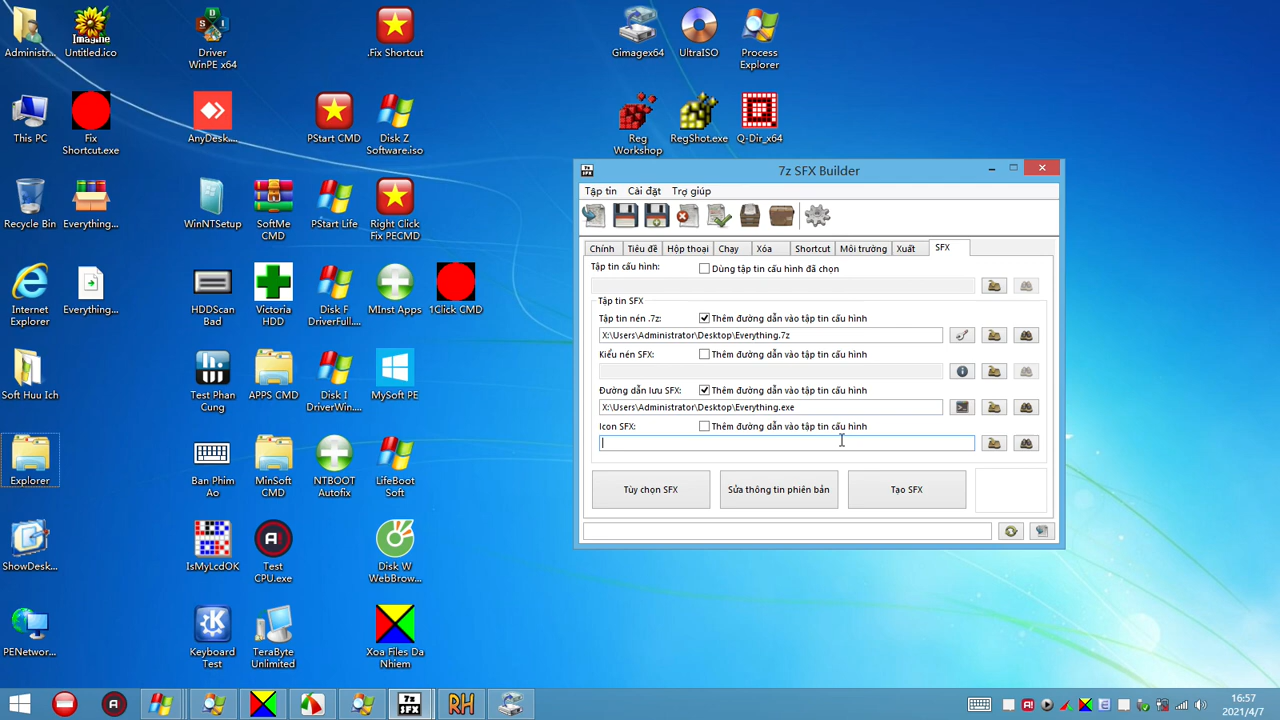 Administr...
Imagine
Untitled.ico
Driver
WinPE x64
.Fix Shortcut
Gimagex64
UltraISO
Process
Explorer
This PC
Fix
Shortcut.exe
AnyDesk....
PStart CMD
Disk Z
Software.iso
Reg
Workshop
RegShot.exe
Q-Dir_x64
Recycle Bin
Everything...
WinNTSetup
SoftMe
CMD
PStart Life
Right Click
Fix PECMD
Internet
Explorer
Everything...
HDDScan
Bad
Victoria
HDD
Disk F
DriverFull....
MInst Apps
1Click CMD
Soft Huu Ich
Test Phan
Cung
APPS CMD
Disk I
DriverWin....
MySoft PE
Explorer
Ban Phim
Ao
MinSoft
CMD
NTBOOT
Autofix
LifeBoot
Soft
ShowDesk...
IsMyLcdOK
Test
CPU.exe
Disk W
WebBrow...
PENetwor...
Keyboard
Test
TeraByte
Unlimited
Xoa Files Da
Nhiem
7z SFX
7z SFX Builder
Tập tin Cài đặt Trợ giúp
Chính Tiêu đề Hộp thoại Chạy Xóa Shortcut Môi trường Xuất SFX
Tập tin cấu hình: Dùng tập tin cấu hình đã chọn
Tập tin SFX
Tập tin nén .7z: Thêm đường dẫn vào tập tin cấu hình
X:\Users\Administrator\Desktop\Everything.7z
Kiểu nén SFX: Thêm đường dẫn vào tập tin cấu hình
Đường dẫn lưu SFX: Thêm đường dẫn vào tập tin cấu hình
X:\Users\Administrator\Desktop\Everything.exe
Icon SFX: Thêm đường dẫn vào tập tin cấu hình
Tùy chọn SFX Sửa thông tin phiên bản Tạo SFX
7z SFX
RH
16:57
2021/4/7